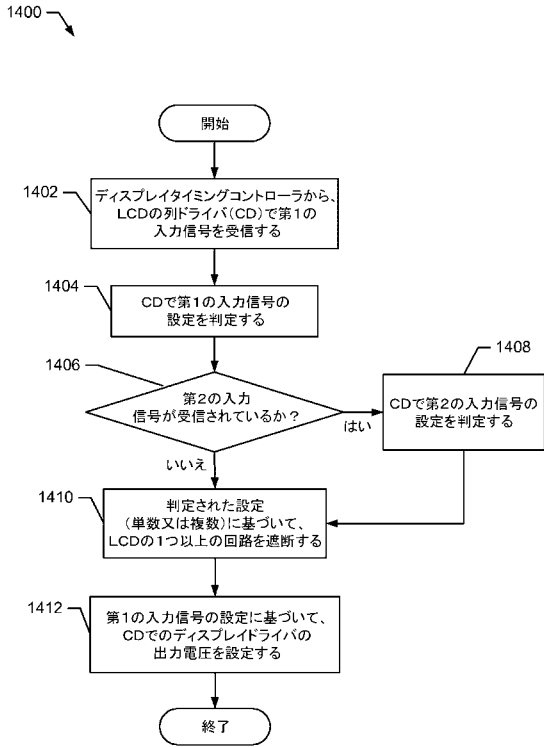 1400
開始
1402
ディスプレイタイミングコントローラから、
LCDの列ドライバ(CD)で第1の
入力信号を受信する
1404
CDで第1の入力信号の
設定を判定する
1406
第2の入力
信号が受信されているか？
はい
1408
CDで第2の入力信号の
設定を判定する
いいえ
1410
判定された設定
(単数又は複数)に基づいて、
LCDの1つ以上の回路を遮断する
1412
第1の入力信号の設定に基づいて、
CDでのディスプレイドライバの
出力電圧を設定する
終了